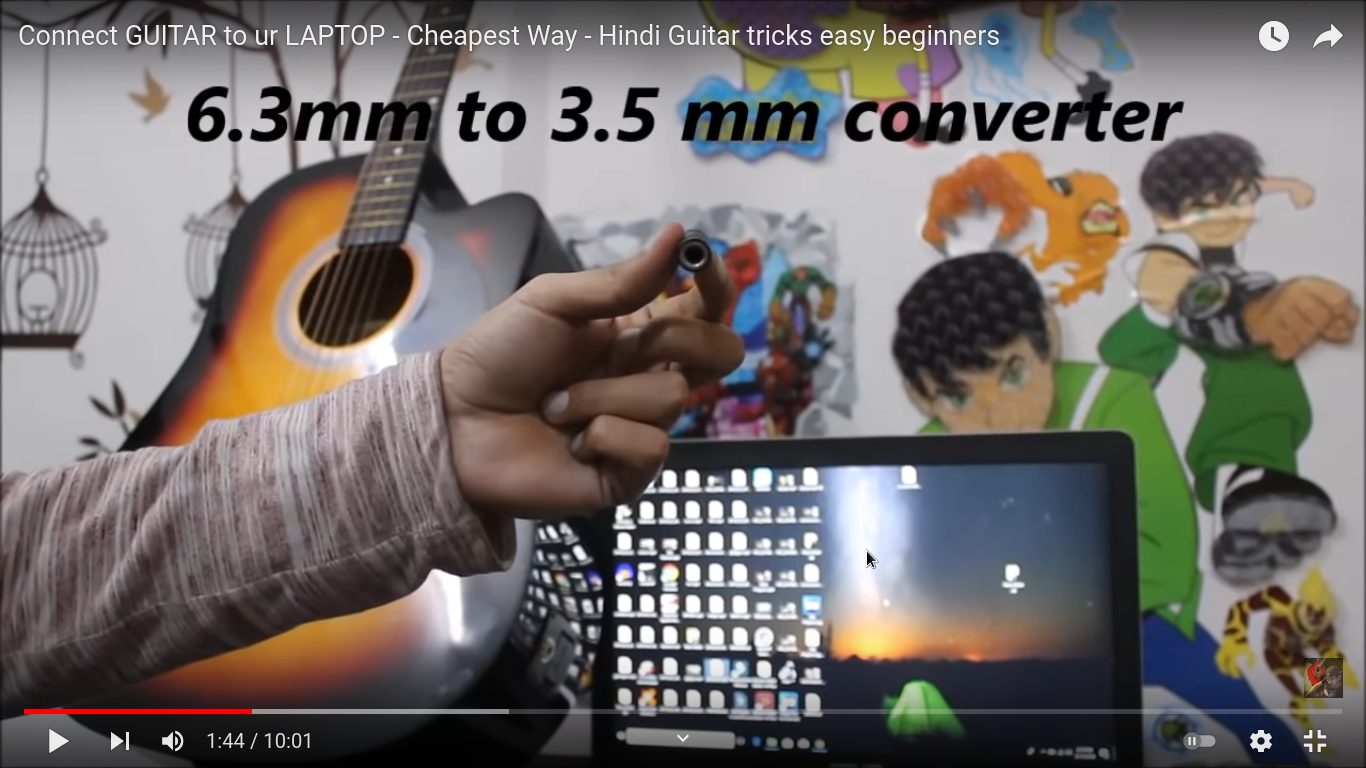 Connect GUITAR to ur LAPTOP - Cheapest Way - Hindi Guitar tricks easy beginners
6.3mm to 3.5 mm converter
1:44 / 10:01